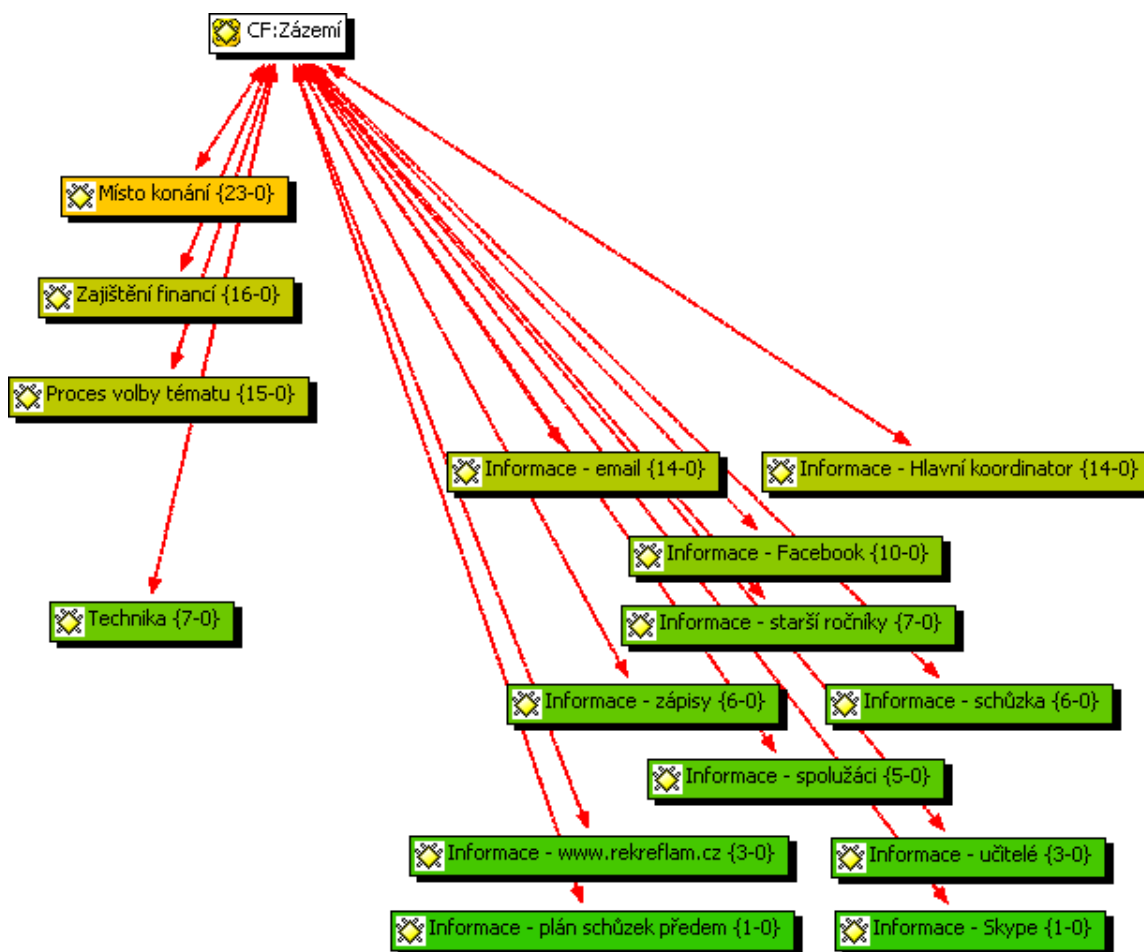 CF:Zázemí
Místo konání {23-0}
Zajištění financí {16-0}
Proces volby tématu {15-0}
Informace - email {14-0}
Informace - Hlavní koordinator {14-0}
Informace - Facebook {10-0}
Technika {7-0}
Informace - starší ročníky {7-0}
Informace - zápisy {6-0}
Informace - schůzka {6-0}
Informace - spolužáci {5-0}
Informace - www.rekreflam.cz {3-0}
Informace - učitelé {3-0}
Informace - plán schůzek předem {1-0}
Informace - Skype {1-0}